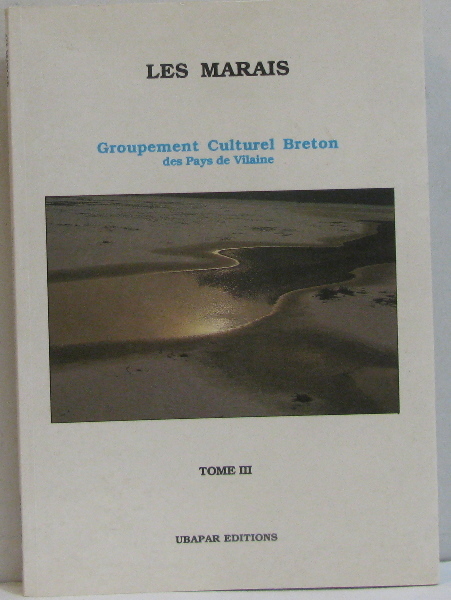 LES MARAIS
Groupement Culturel Breton
des Pays de Vilaine
TOME III
UBAPAR EDITIONS